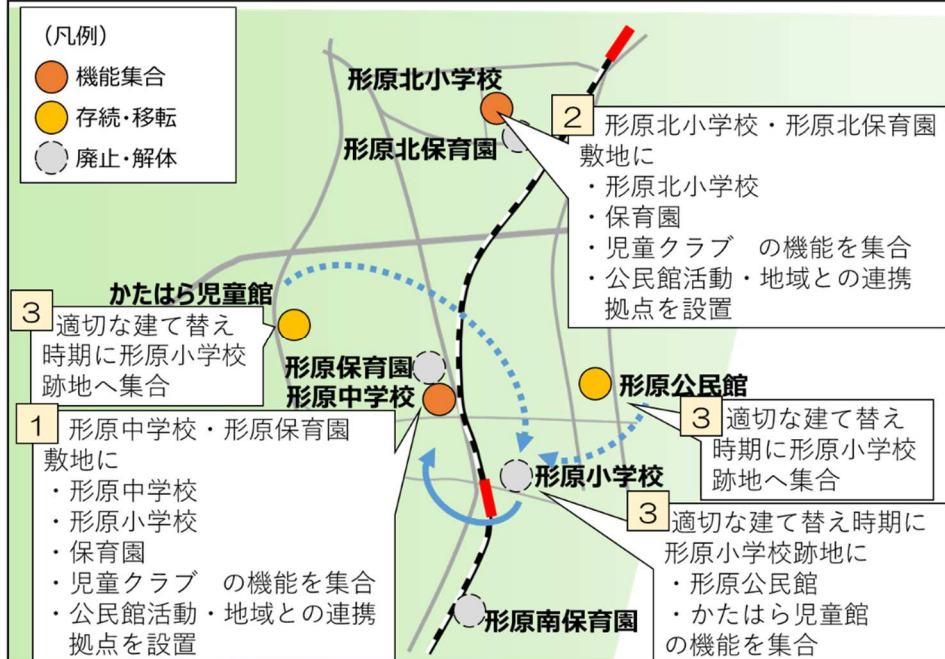 (凡例)
機能集合
存続・移転
廃止・解体
形原北小学校
形原北保育園
2
形原北小学校・形原北保育園
敷地に
・形原北小学校
・保育園
・児童クラブ　の機能を集合
・公民館活動・地域との連携
拠点を設置
かたはら児童館
3
適切な建て替え
時期に形原小学校
跡地へ集合
形原保育園
形原中学校
形原公民館
3
適切な建て替え
時期に形原小学校
跡地へ集合
1
形原中学校・形原保育園
敷地に
・形原中学校
・形原小学校
・保育園
・児童クラブ　の機能を集合
・公民館活動・地域との連携
拠点を設置
形原小学校
3
適切な建て替え時期に
形原小学校跡地に
・形原公民館
・かたはら児童館
の機能を集合
形原南保育園